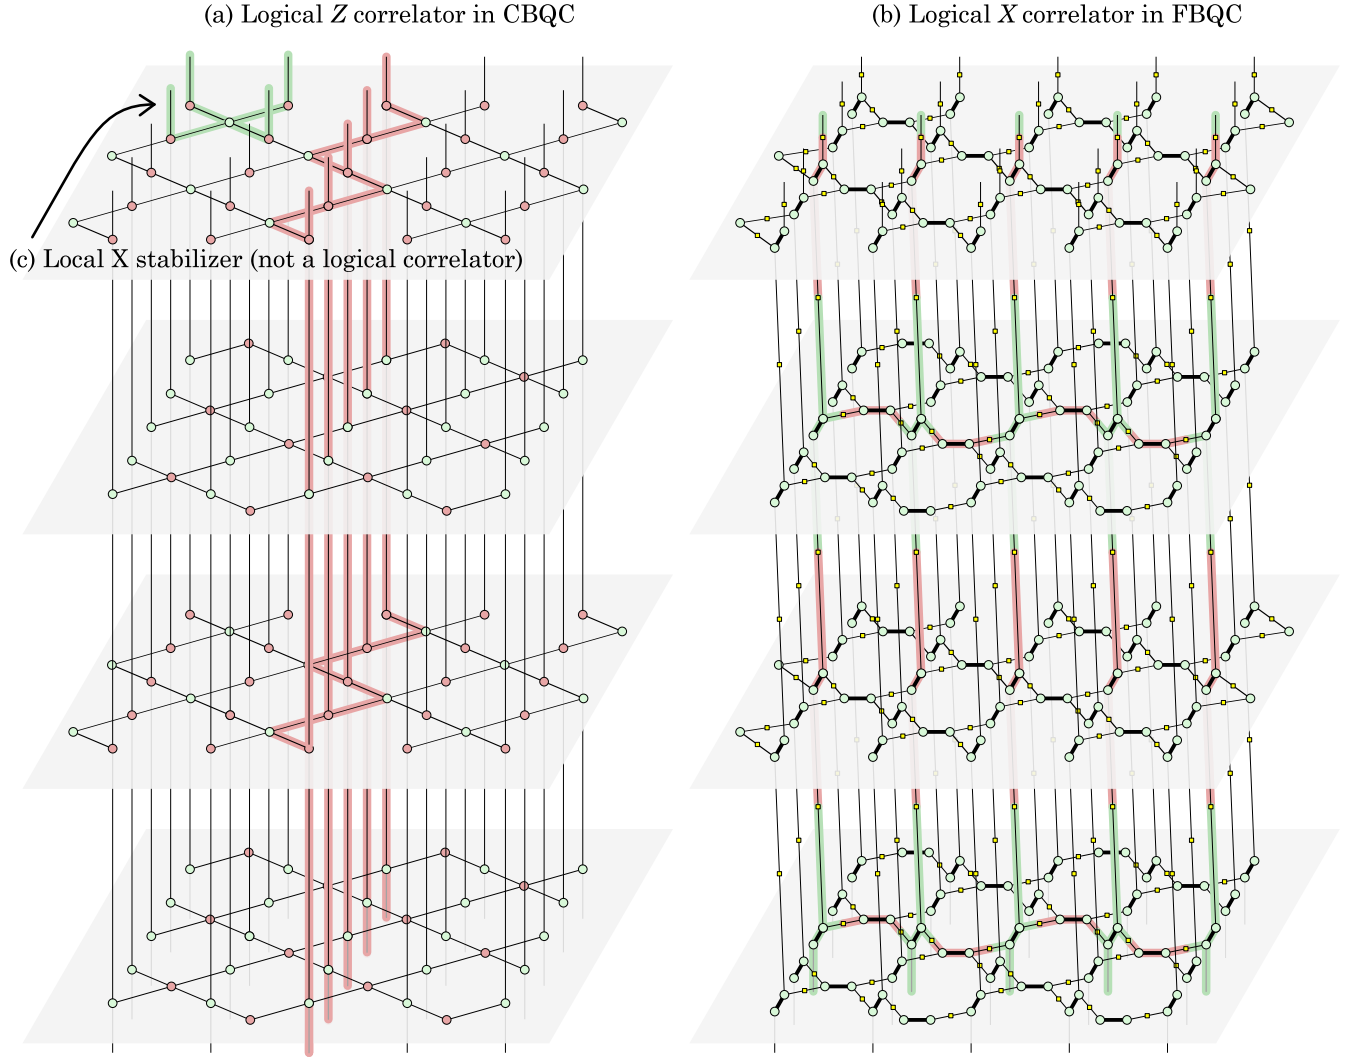 (a) Logical Z correlator in CBQC
(b) Logical X correlator in FBQC
(c) Local X stabilizer (not a logical correlator)